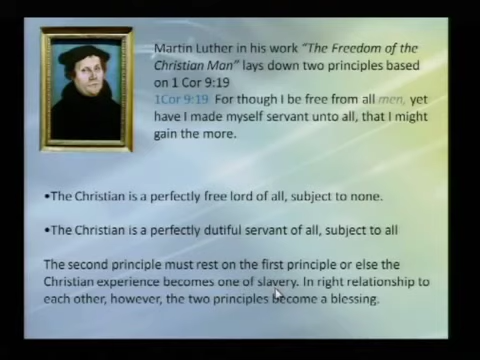 Martin Luther in his work “The Freedom of the
Christian Man” lays down two principles based
on 1 Cor 9:19
1Cor 9:19  For though I be free from all men, yet
have I made myself servant unto all, that I might
gain the more.
•The Christian is a perfectly free lord of all, subject to none.
•The Christian is a perfectly dutiful servant of all, subject to all
The second principle must rest on the first principle or else the
Christian experience becomes one of slavery. In right relationship to
each other, however, the two principles become a blessing.